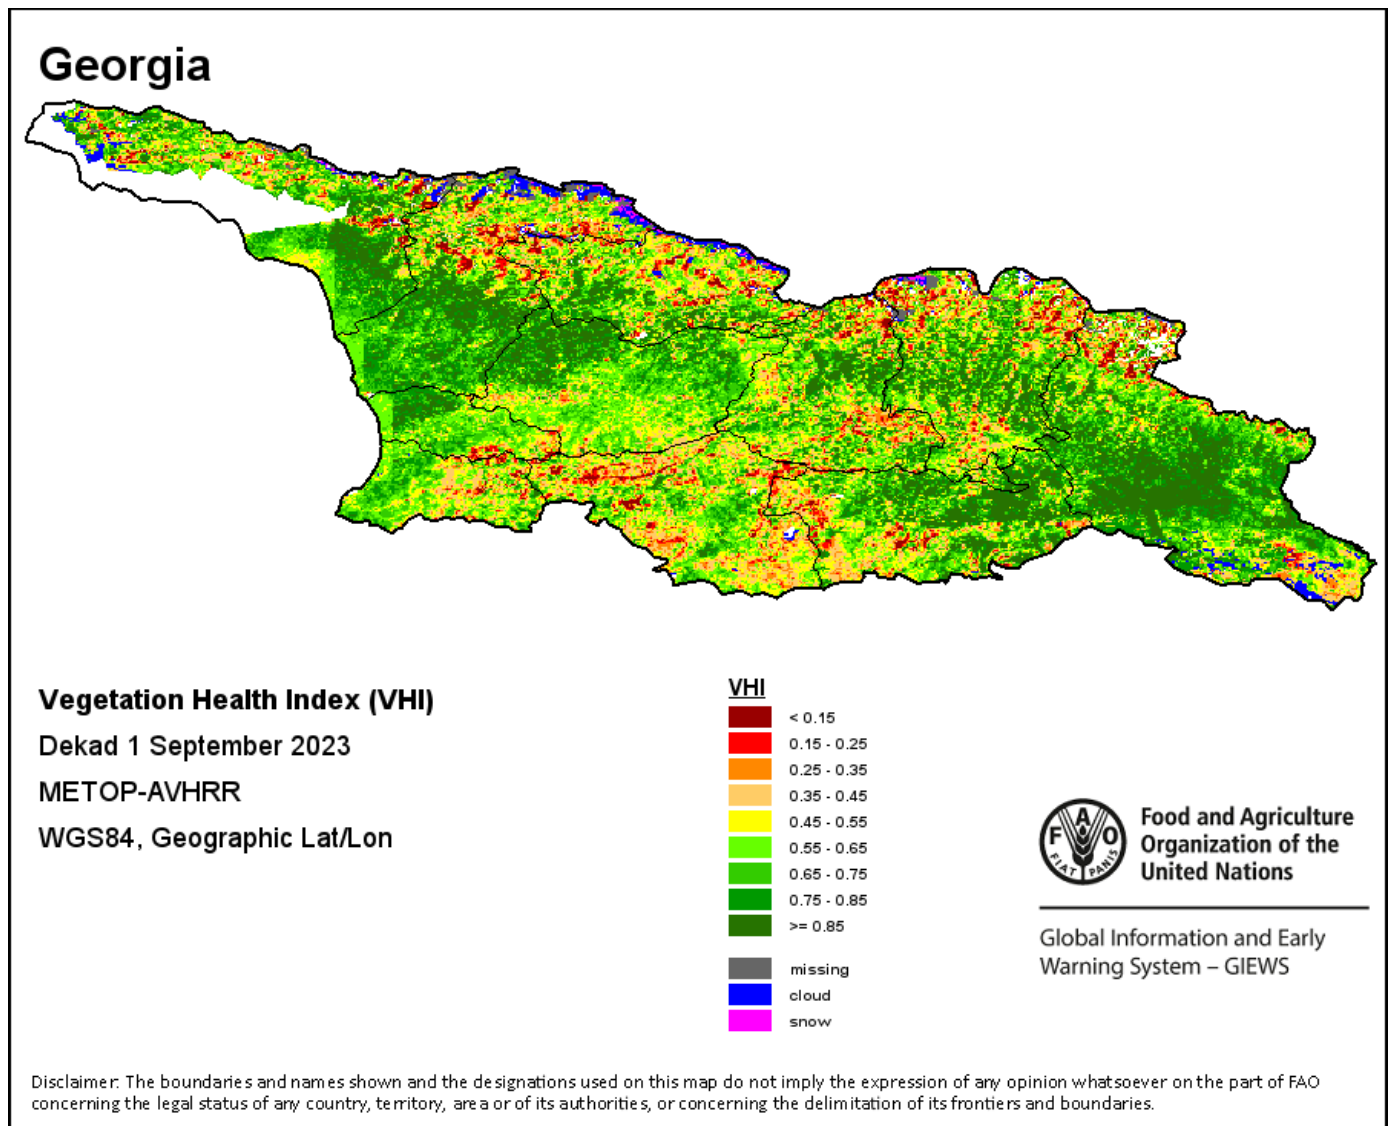 Georgia
Vegetation Health Index (VHI)
Dekad 1 September 2023
METOP-AVHRR
WGS84, Geographic Lat/Lon
VHI
< 0.15
0.15 - 0.25
0.25 - 0.35
0.35 - 0.45
0.45 - 0.55
0.55 - 0.65
0.65 - 0.75
0.75 - 0.85
>= 0.85
missing
cloud
snow
F A O
FIAT PANIS
Food and Agriculture
Organization of the
United Nations
Global Information and Early
Warning System – GIEWS
Disclaimer: The boundaries and names shown and the designations used on this map do not imply the expression of any opinion whatsoever on the part of FAO
concerning the legal status of any country, territory, area or of its authorities, or concerning the delimitation of its frontiers and boundaries.